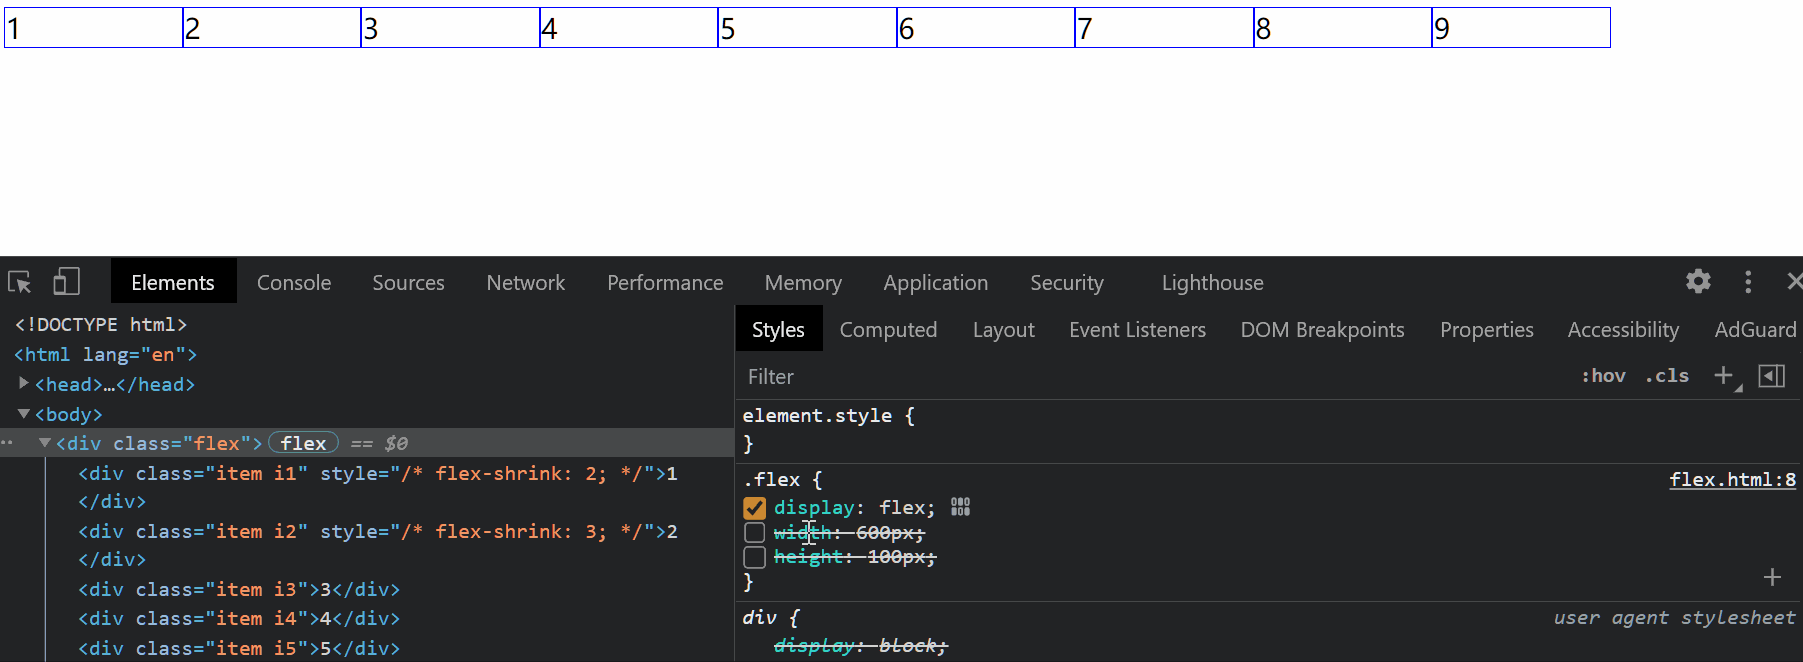 1 2 3 4 5 6 7 8 9
Elements Console Sources Network Performance Memory Application Security Lighthouse
<!DOCTYPE html>
<html lang="en">
<head>…</head>
<body>
<div class="flex"> flex == $0
<div class="item i1" style="/* flex-shrink: 2; */">1
</div>
<div class="item i2" style="/* flex-shrink: 3; */">2
</div>
<div class="item i3">3</div>
<div class="item i4">4</div>
<div class="item i5">5</div>
Styles Computed Layout Event Listeners DOM Breakpoints Properties Accessibility AdGuard
Filter :hov .cls
element.style {
}
.flex { flex.html:8
display: flex;
width: 600px;
height: 100px;
}
div { user agent stylesheet
display: block;